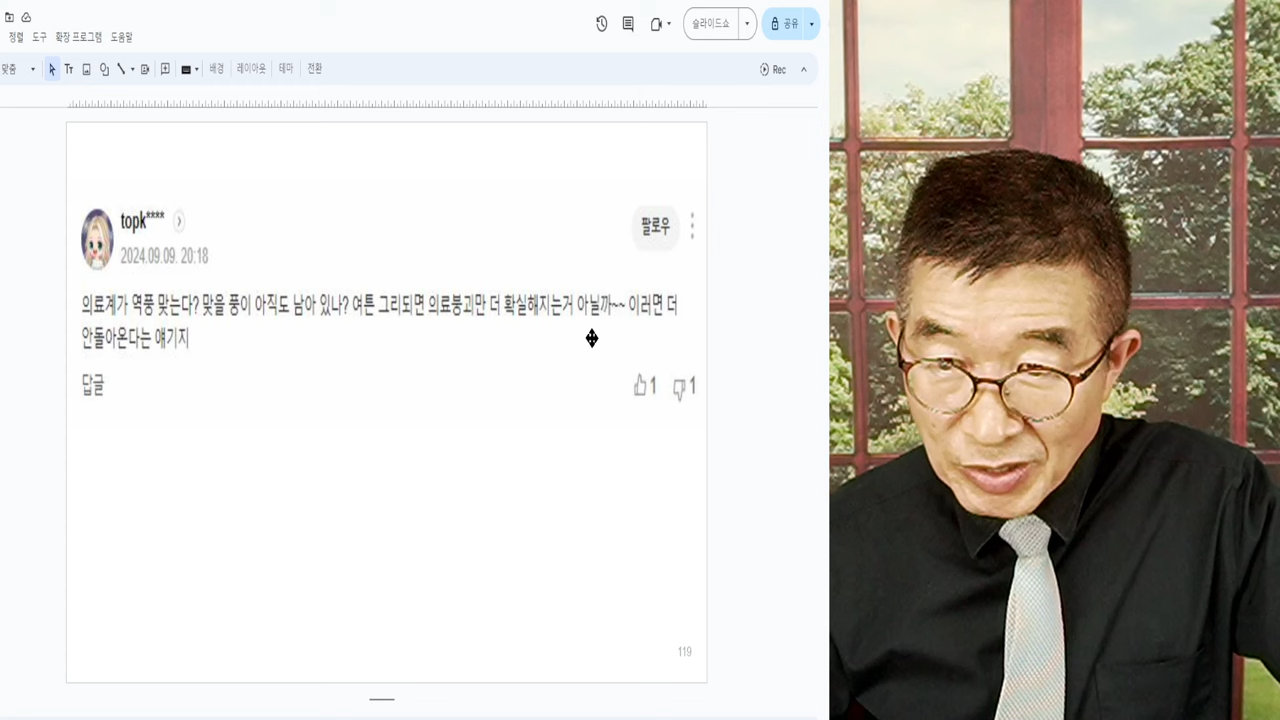 정렬 도구 확장 프로그램 도움말
슬라이드쇼
공유
맞춤
배경 레이아웃 테마 전환
Rec
topk****
2024.09.09. 20:18
팔로우
의료계가 역풍 맞는다? 맞을 풍이 아직도 남아 있나? 여튼 그리되면 의료붕괴만 더 확실해지는거 아닐까~~ 이러면 더
안돌아온다는 얘기지
답글
1 1
119